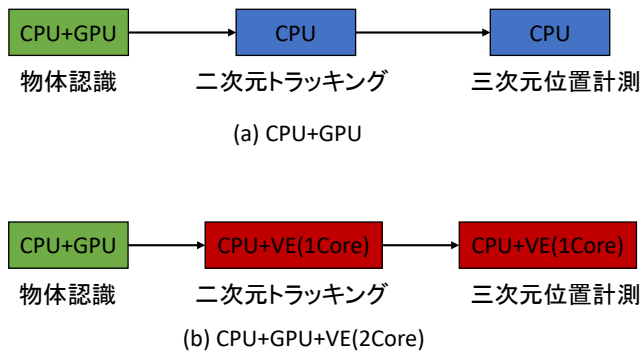 CPU+GPU CPU CPU
物体認識 二次元トラッキング 三次元位置計測
(a) CPU+GPU
CPU+GPU CPU+VE(1Core) CPU+VE(1Core)
物体認識 二次元トラッキング 三次元位置計測
(b) CPU+GPU+VE(2Core)